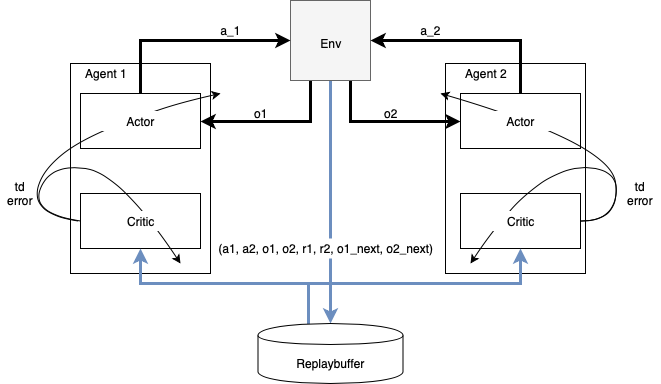 a_1
Env
a_2
Agent 1
Agent 2
Actor
o1
o2
Actor
td
error
td
error
Critic
Critic
(a1, a2, o1, o2, r1, r2, o1_next, o2_next)
Replaybuffer